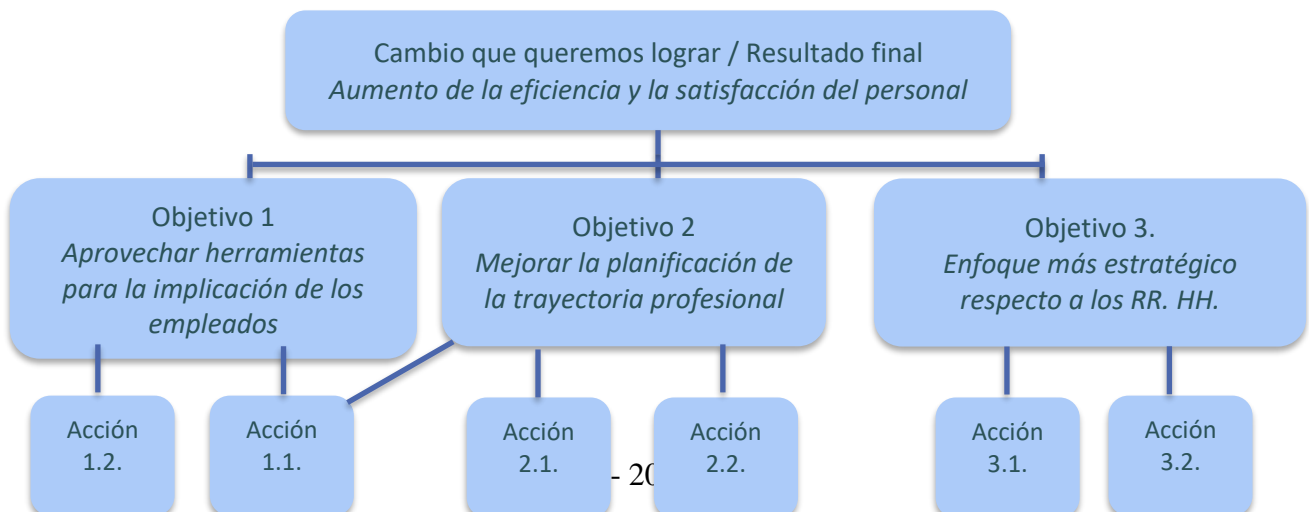 Cambio que queremos lograr / Resultado final
Aumento de la eficiencia y la satisfacción del personal
Objetivo 1
Aprovechar herramientas
para la implicación de los
empleados
Objetivo 2
Mejorar la planificación de
la trayectoria profesional
Objetivo 3.
Enfoque más estratégico
respecto a los RR. HH.
Acción
1.2.
Acción
1.1.
Acción
2.1.
Acción
2.2.
Acción
3.1.
Acción
3.2.
- 20